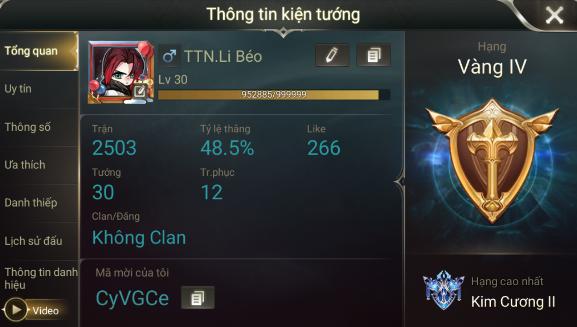 Thông tin kiện tướng
Tổng quan
Uy tín
Thông số
Ưa thích
Danh thiếp
Lịch sử đấu
Thông tin danh
hiệu
Video
TTN.Li Béo
Lv 30
952885/999999
Trận
Tỷ lệ thắng
Like
2503
48.5%
266
Tướng
Tr.phục
30
12
Clan/Đăng
Không Clan
Mã mời của tôi
CyVGCe
Hạng
Vàng IV
Hạng cao nhất
Kim Cương II